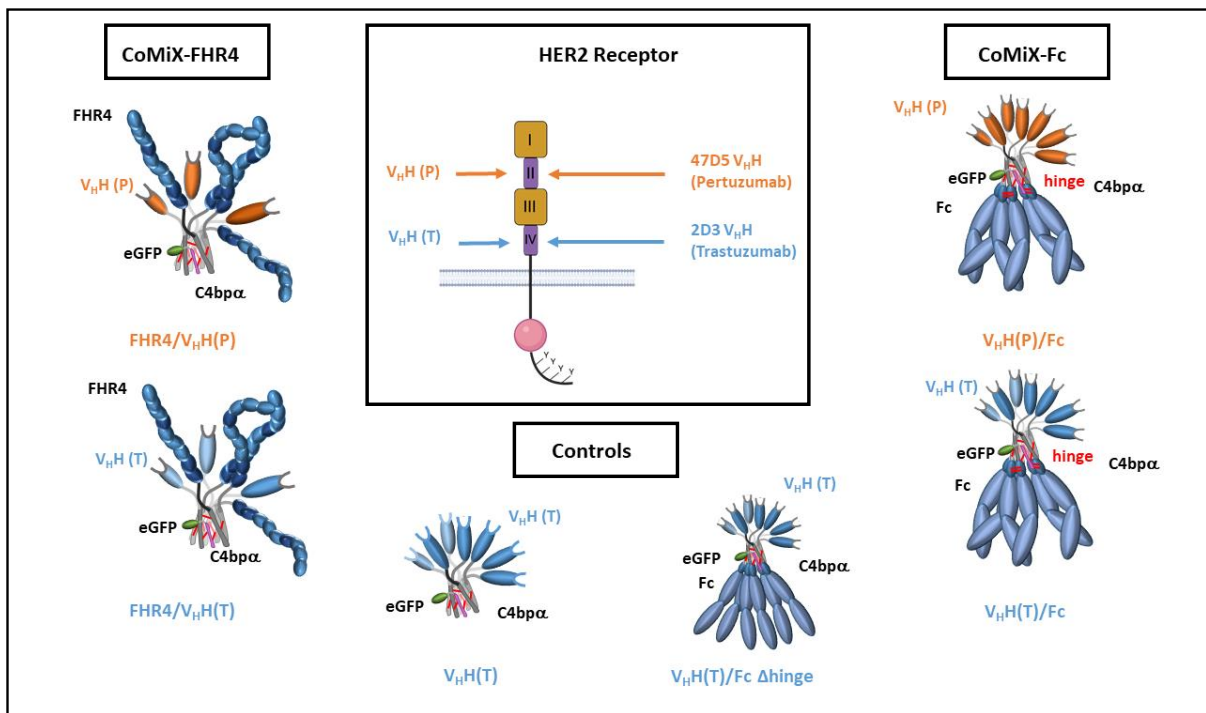 CoMiX-FHR4
FHR4
VHH (P)
eGFP
C4bpα
FHR4/VHH(P)
FHR4
VHH (T)
eGFP
C4bpα
FHR4/VHH(T)
HER2 Receptor
I
II
III
IV
VHH (P)
VHH (T)
47D5 VHH
(Pertuzumab)
2D3 VHH
(Trastuzumab)
Y
Y
Y
Y
Y
Controls
VHH (T)
eGFP
C4bpα
VHH(T)
VHH (T)
eGFP
Fc
C4bpα
VHH(T)/Fc Δhinge
CoMiX-Fc
VHH (P)
eGFP
hinge
C4bpα
Fc
VHH(P)/Fc
VHH (T)
eGFP
hinge
C4bpα
Fc
VHH(T)/Fc